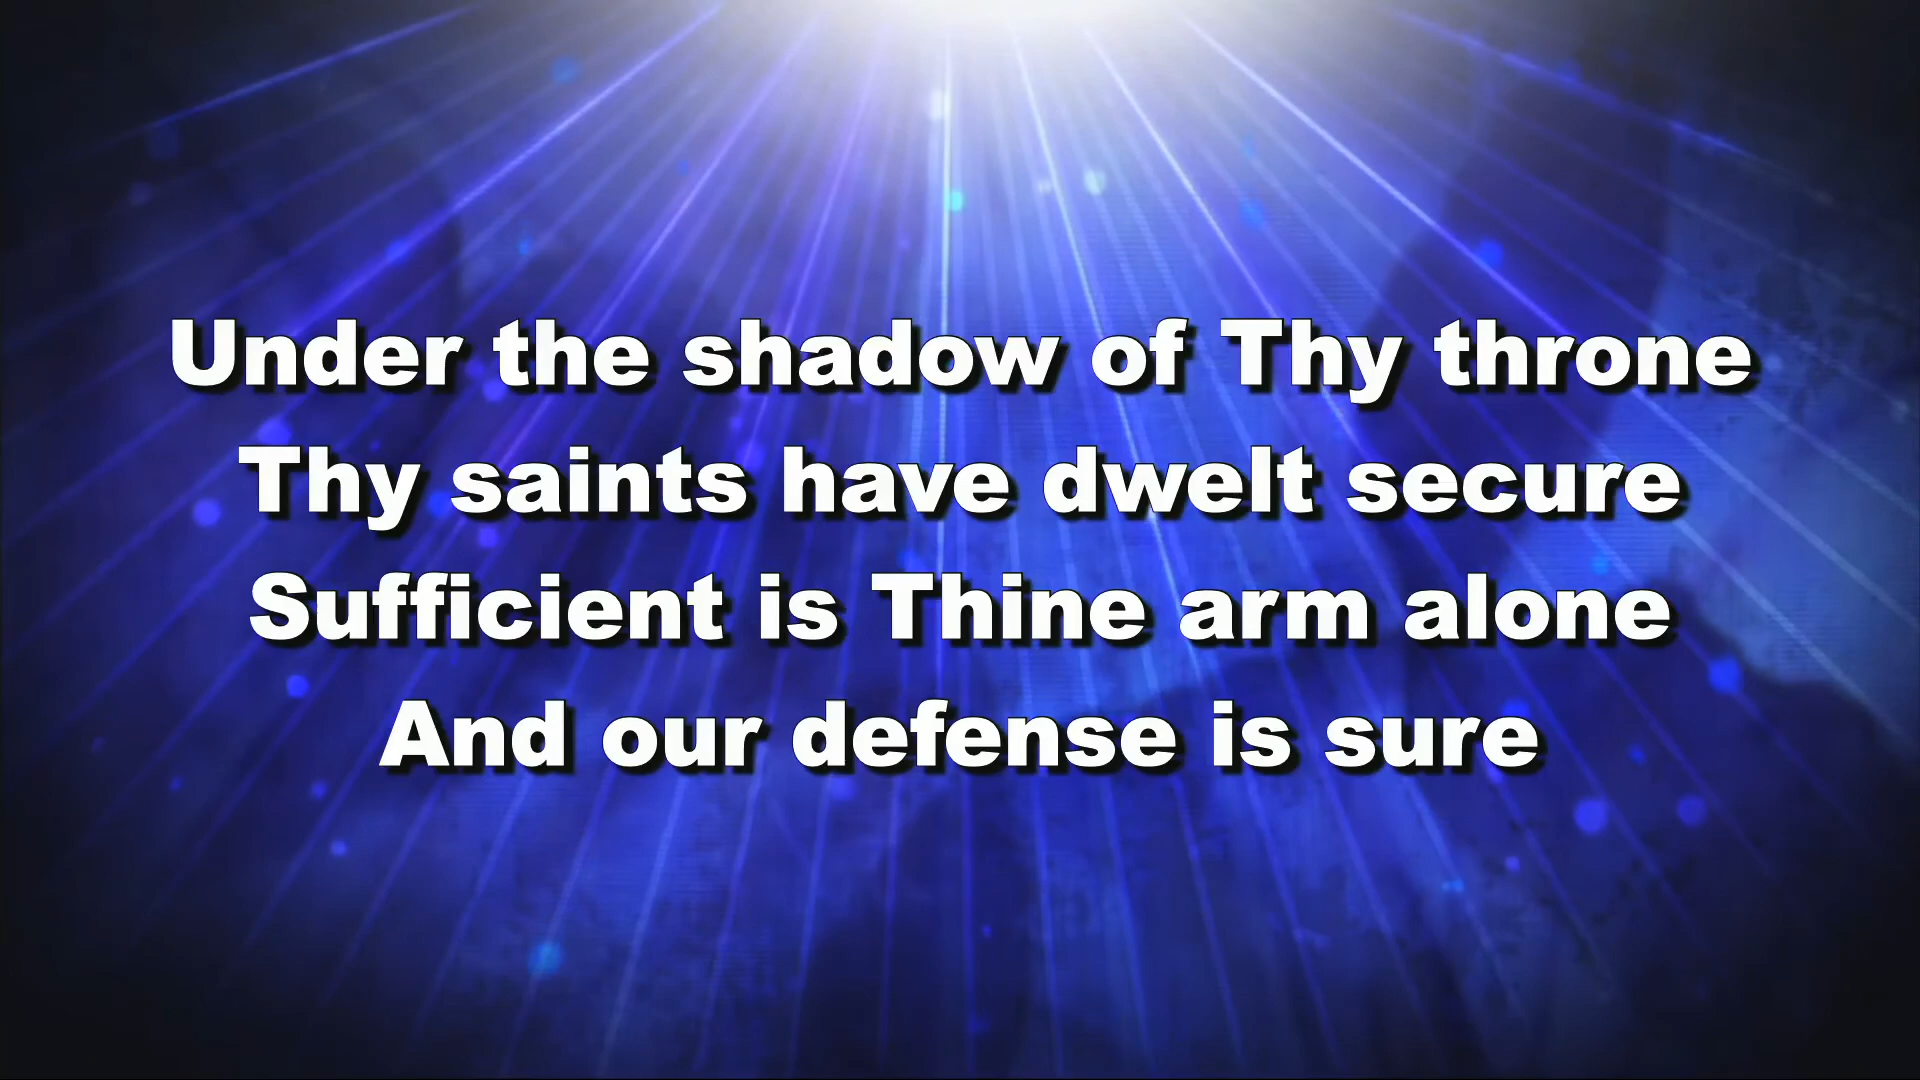 Under the shadow of Thy throne
Thy saints have dwelt secure
Sufficient is Thine arm alone
And our defense is sure